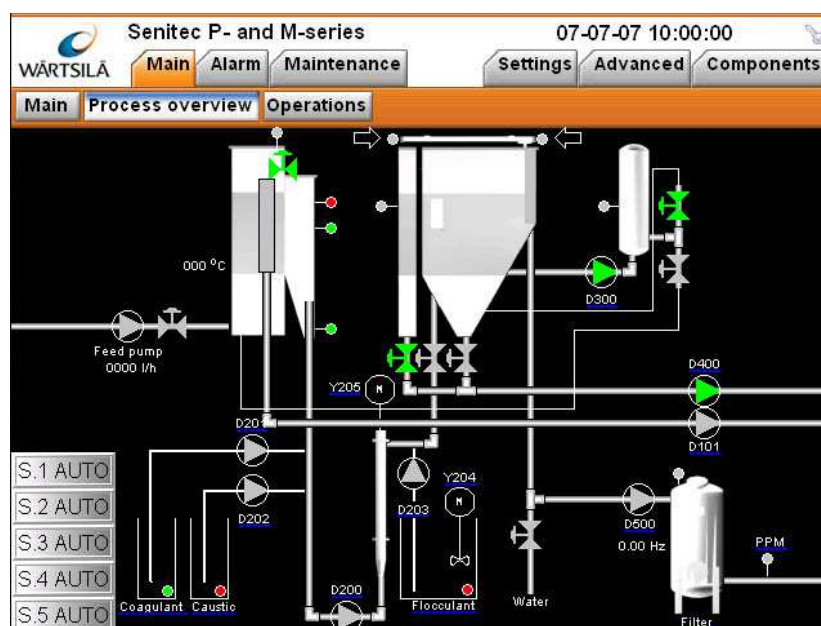 Senitec P- and M-series 07-07-07 10:00:00
WÄRTSILÄ Main Alarm Maintenance Settings Advanced Components
Main Process overview Operations
000 °C
D300
Feed pump
0000 l/h
Y205
M
D400
D201
D101
S.1 AUTO
Y204
M
S.2 AUTO
D202
D203
D500
0.00 Hz
PPM
S.3 AUTO
S.4 AUTO
D200
Coagulant Caustic Flocculant Water
S.5 AUTO
Filter